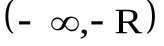 (- ∞,- R)